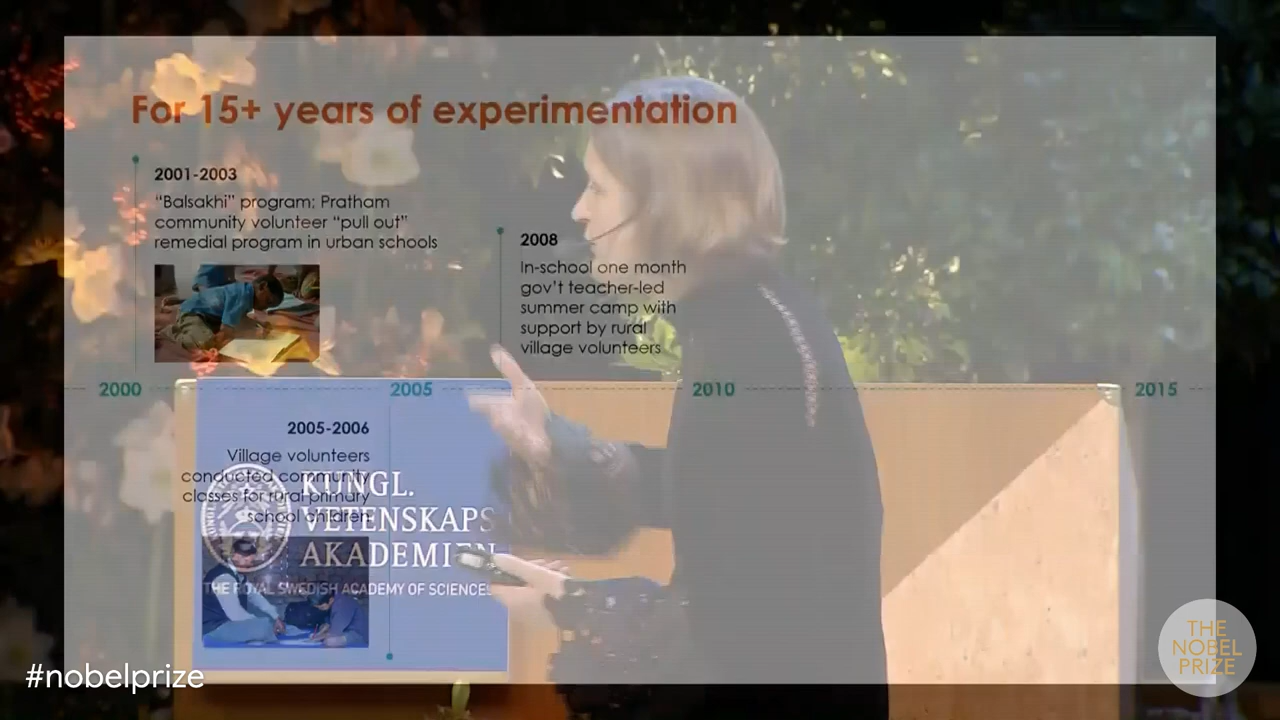 For 15+ years of experimentation
2001-2003
“Balsakhi” program: Pratham
community volunteer “pull out”
remedial program in urban schools
2008
In-school one month
gov’t teacher-led
summer camp with
support by rural
village volunteers
2000
2005
2010
2015
2005-2006
Village volunteers
conducted community
classes for rural primary
school children
KUNGL.
VETENSKAPS
AKADEMIEN
THE ROYAL SWEDISH ACADEMY OF SCIENCES
THE
NOBEL
PRIZE
#nobelprize